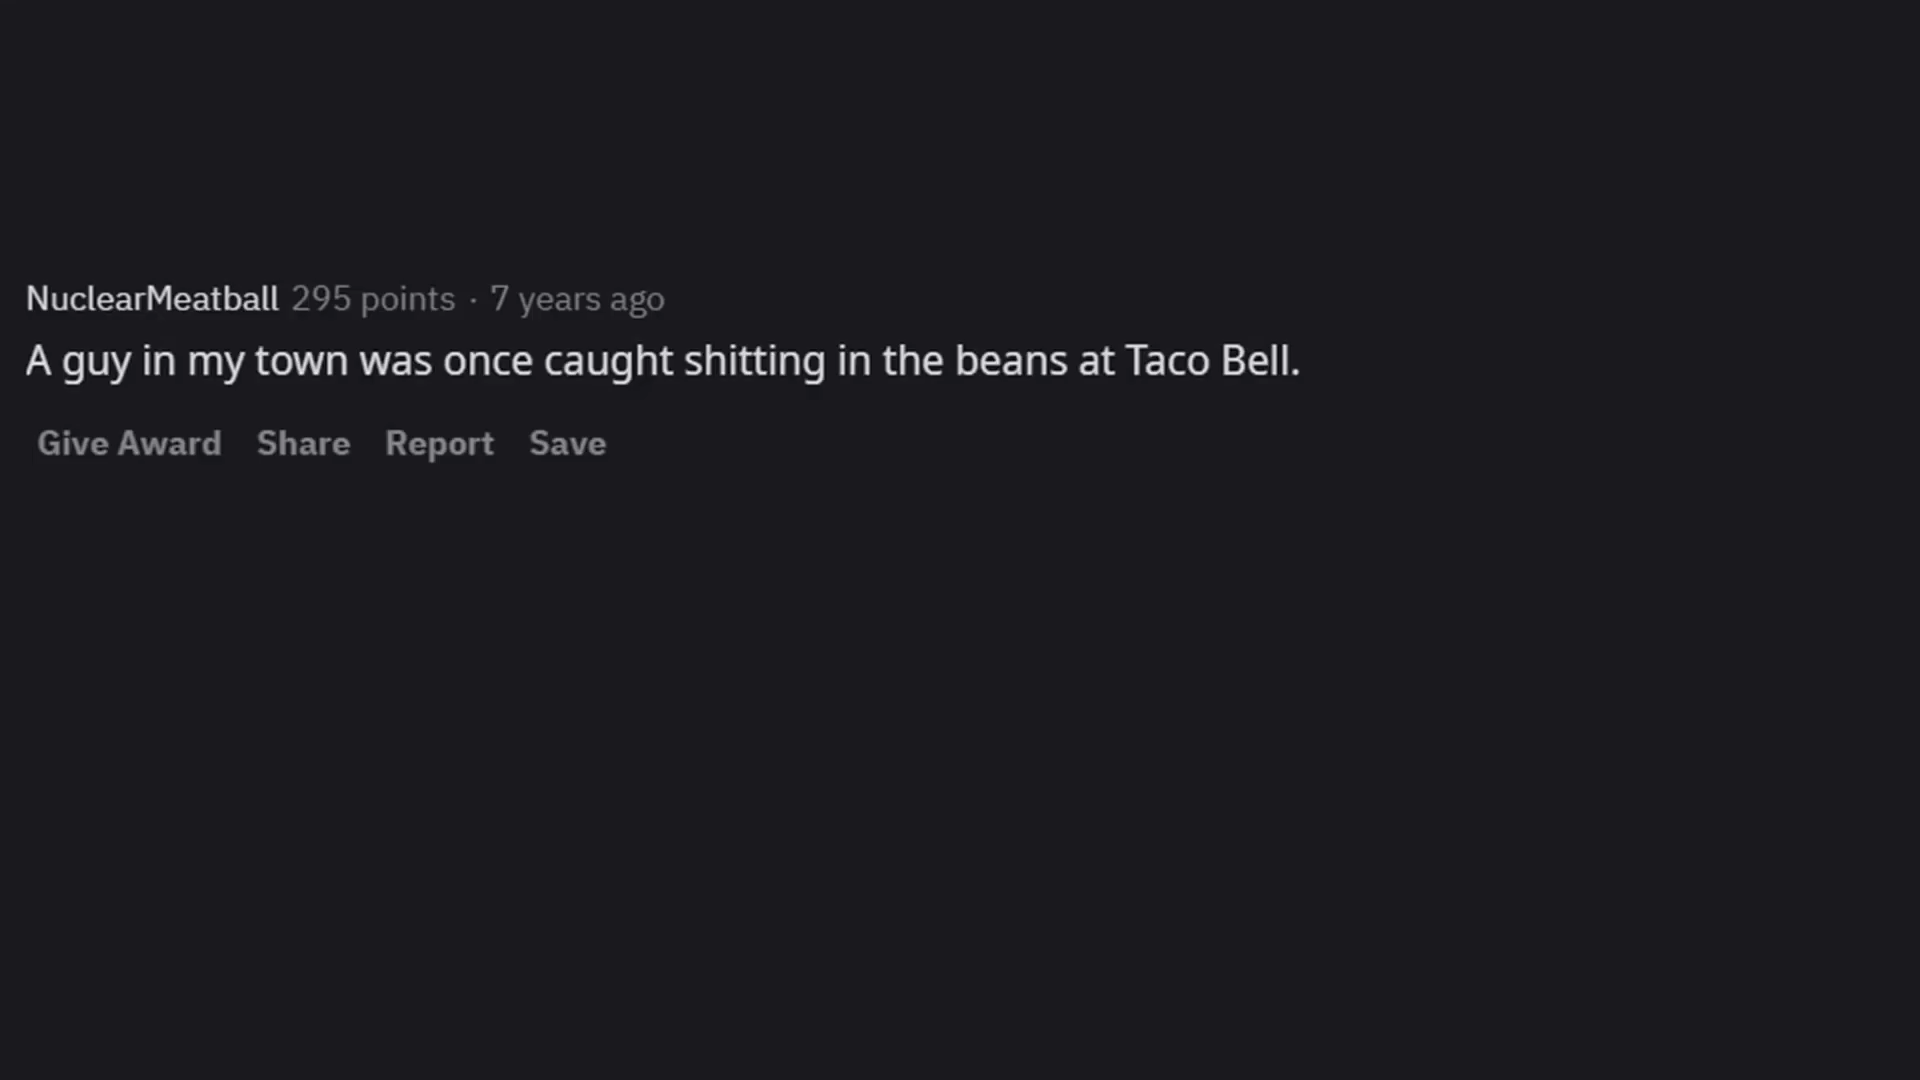 NuclearMeatball 295 points · 7 years ago
A guy in my town was once caught shitting in the beans at Taco Bell.
Give Award Share Report Save